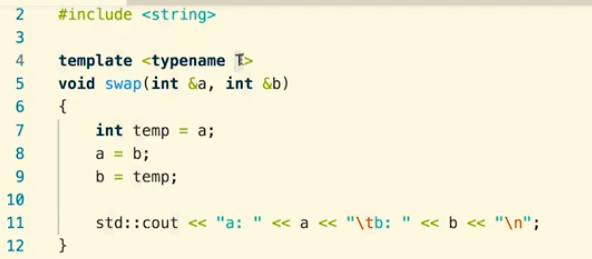 2 #include <string>
3
4 template <typename T>
5 void swap(int &a, int &b)
6 {
7     int temp = a;
8     a = b;
9     b = temp;
10
11     std::cout << "a: " << a << "\tb: " << b << "\n";
12 }